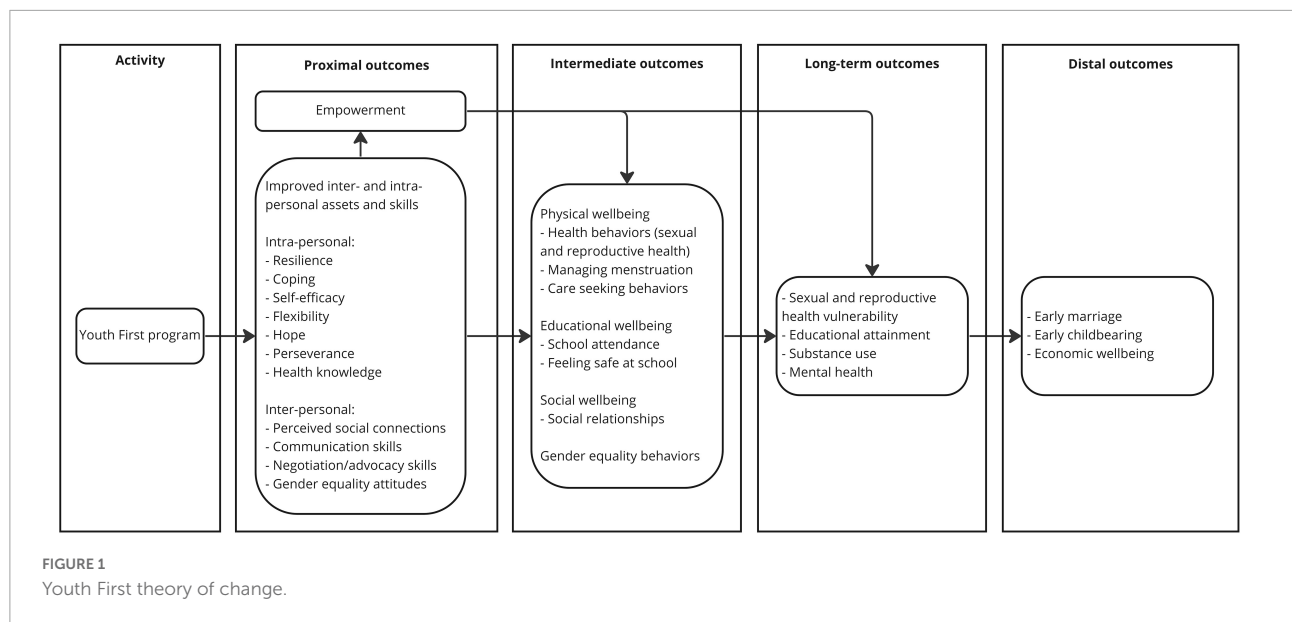 Activity
Youth First program
Proximal outcomes
Empowerment
Improved inter- and intra-
personal assets and skills
Intra-personal:
- Resilience
- Coping
- Self-efficacy
- Flexibility
- Hope
- Perseverance
- Health knowledge
Inter-personal:
- Perceived social connections
- Communication skills
- Negotiation/advocacy skills
- Gender equality attitudes
Intermediate outcomes
Physical wellbeing
- Health behaviors (sexual
and reproductive health)
- Managing menstruation
- Care seeking behaviors
Educational wellbeing
- School attendance
- Feeling safe at school
Social wellbeing
- Social relationships
Gender equality behaviors
Long-term outcomes
- Sexual and reproductive
health vulnerability
- Educational attainment
- Substance use
- Mental health
Distal outcomes
- Early marriage
- Early childbearing
- Economic wellbeing
FIGURE 1
Youth First theory of change.